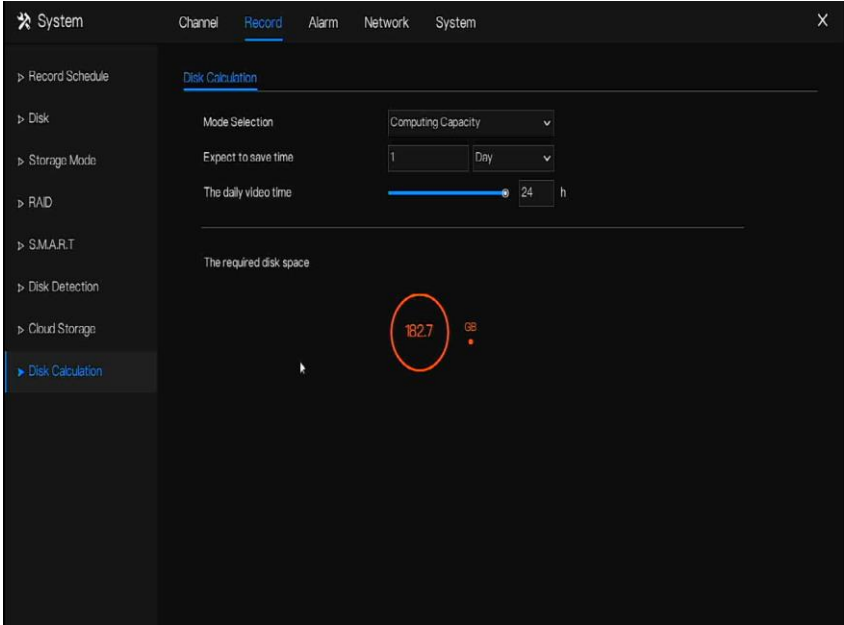 System Channel Record Alarm Network System X
Record Schedule
Disk
Storage Mode
RAID
S.M.A.R.T
Disk Detection
Cloud Storage
Disk Calculation
Disk Calculation
Mode Selection Computing Capacity
Expect to save time 1 Day
The daily video time 24 h
The required disk space
182.7 GB